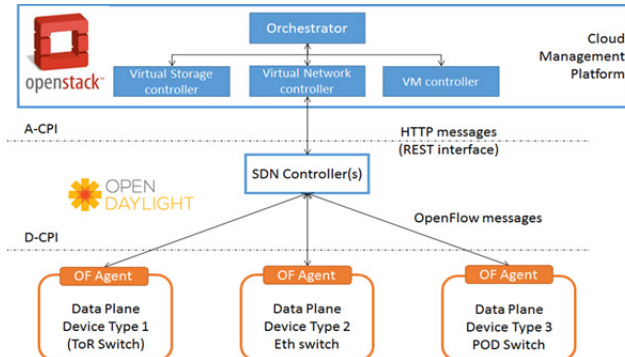 Orchestrator
Cloud
Management
Platform
openstack™
Virtual Storage
controller
Virtual Network
controller
VM controller
A-CPI
HTTP messages
(REST interface)
SDN Controller(s)
OPEN
DAYLIGHT
OpenFlow messages
D-CPI
OF Agent
OF Agent
OF Agent
Data Plane
Device Type 1
(ToR Switch)
Data Plane
Device Type 2
Eth switch
Data Plane
Device Type 3
POD Switch